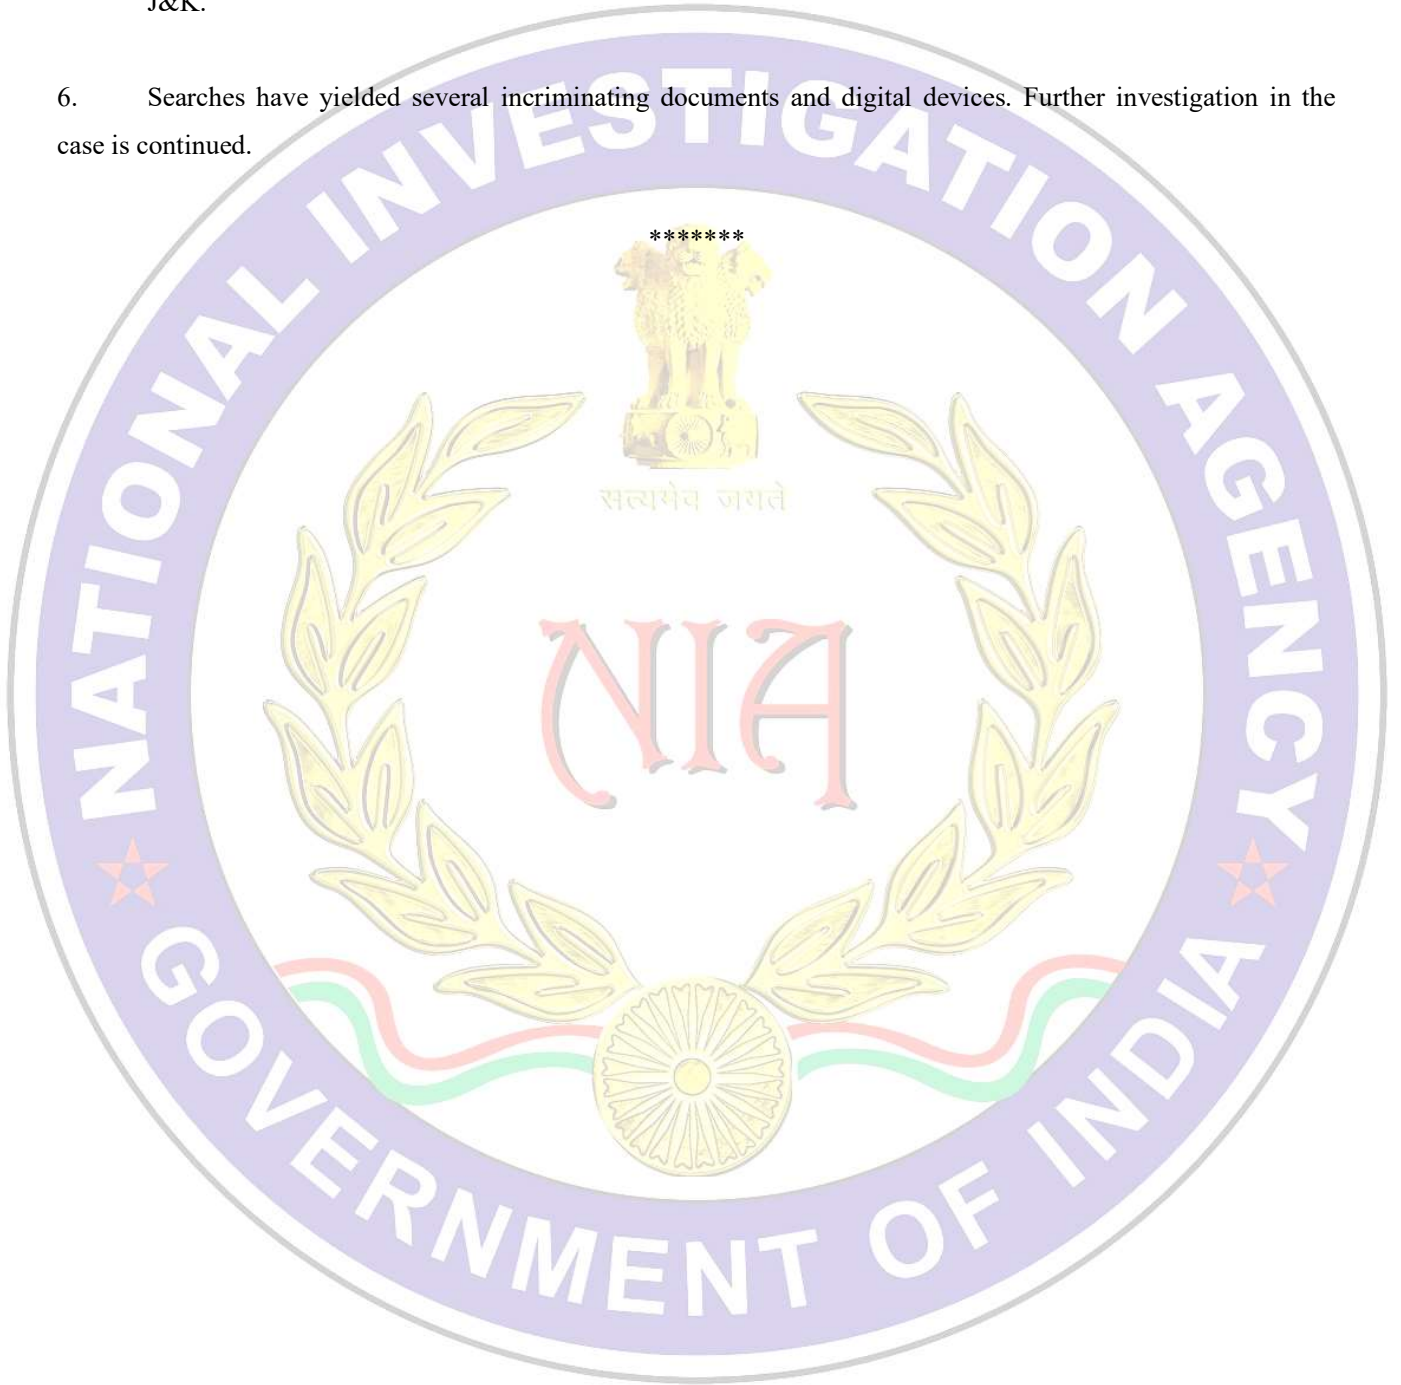 J&K.
6. Searches have yielded several incriminating documents and digital devices. Further investigation in the
case is continued.
*******
NATIONAL INVESTIGATION AGENCY
सत्यमेव जयते
NIA
GOVERNMENT OF INDIA